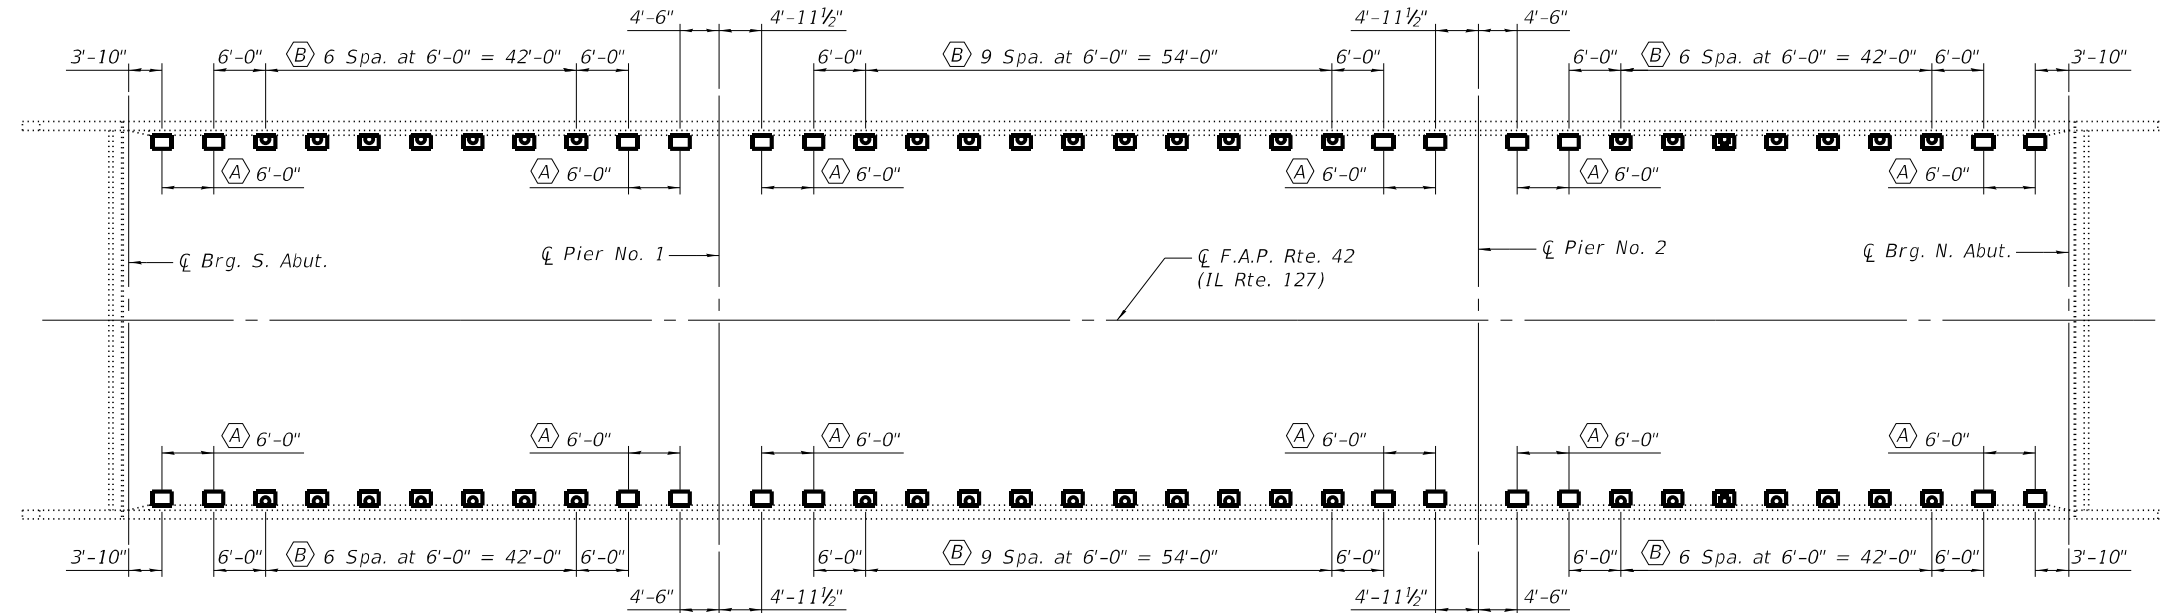 4'-6" 4'-11½" 4'-11½" 4'-6"
3'-10" 6'-0" B 6 Spa. at 6'-0" = 42'-0" 6'-0" 6'-0" B 9 Spa. at 6'-0" = 54'-0" 6'-0" 6'-0" B 6 Spa. at 6'-0" = 42'-0" 6'-0" 3'-10"
A 6'-0" A 6'-0" A 6'-0" A 6'-0" A 6'-0" A 6'-0"
℄ Brg. S. Abut.
℄ Pier No. 1
℄ F.A.P. Rte. 42
(IL Rte. 127)
℄ Pier No. 2
℄ Brg. N. Abut.
A 6'-0" A 6'-0" A 6'-0" A 6'-0" A 6'-0" A 6'-0"
3'-10" 6'-0" B 6 Spa. at 6'-0" = 42'-0" 6'-0" 6'-0" B 9 Spa. at 6'-0" = 54'-0" 6'-0" 6'-0" B 6 Spa. at 6'-0" = 42'-0" 6'-0" 3'-10"
4'-6" 4'-11½" 4'-11½" 4'-6"